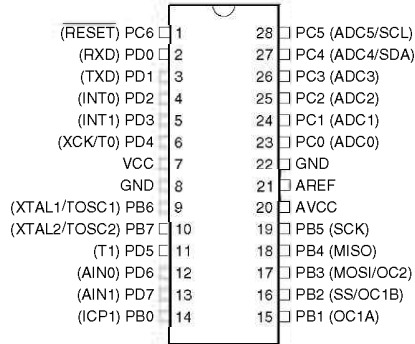 (RESET) PC6 1 28 PC5 (ADC5/SCL)
(RXD) PD0 2 27 PC4 (ADC4/SDA)
(TXD) PD1 3 26 PC3 (ADC3)
(INT0) PD2 4 25 PC2 (ADC2)
(INT1) PD3 5 24 PC1 (ADC1)
(XCK/T0) PD4 6 23 PC0 (ADC0)
VCC 7 22 GND
GND 8 21 AREF
(XTAL1/TOSC1) PB6 9 20 AVCC
(XTAL2/TOSC2) PB7 10 19 PB5 (SCK)
(T1) PD5 11 18 PB4 (MISO)
(AIN0) PD6 12 17 PB3 (MOSI/OC2)
(AIN1) PD7 13 16 PB2 (SS/OC1B)
(ICP1) PB0 14 15 PB1 (OC1A)